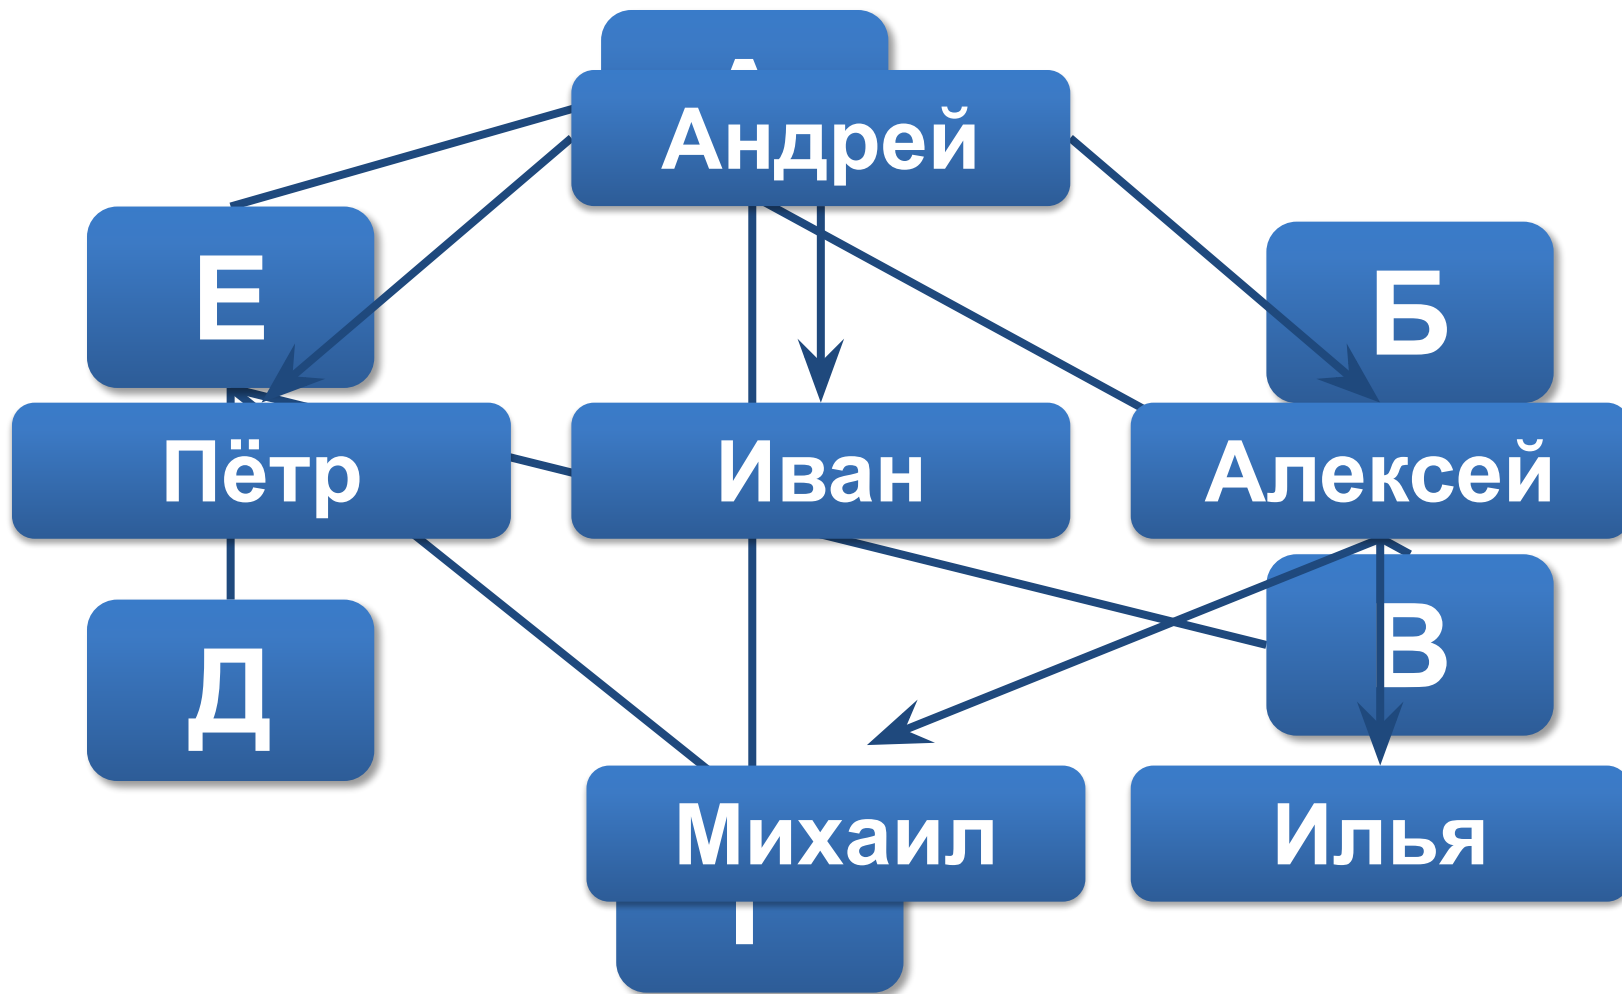 Андрей
Е
Б
Пётр
Иван
Алексей
Д
В
Михаил
Илья